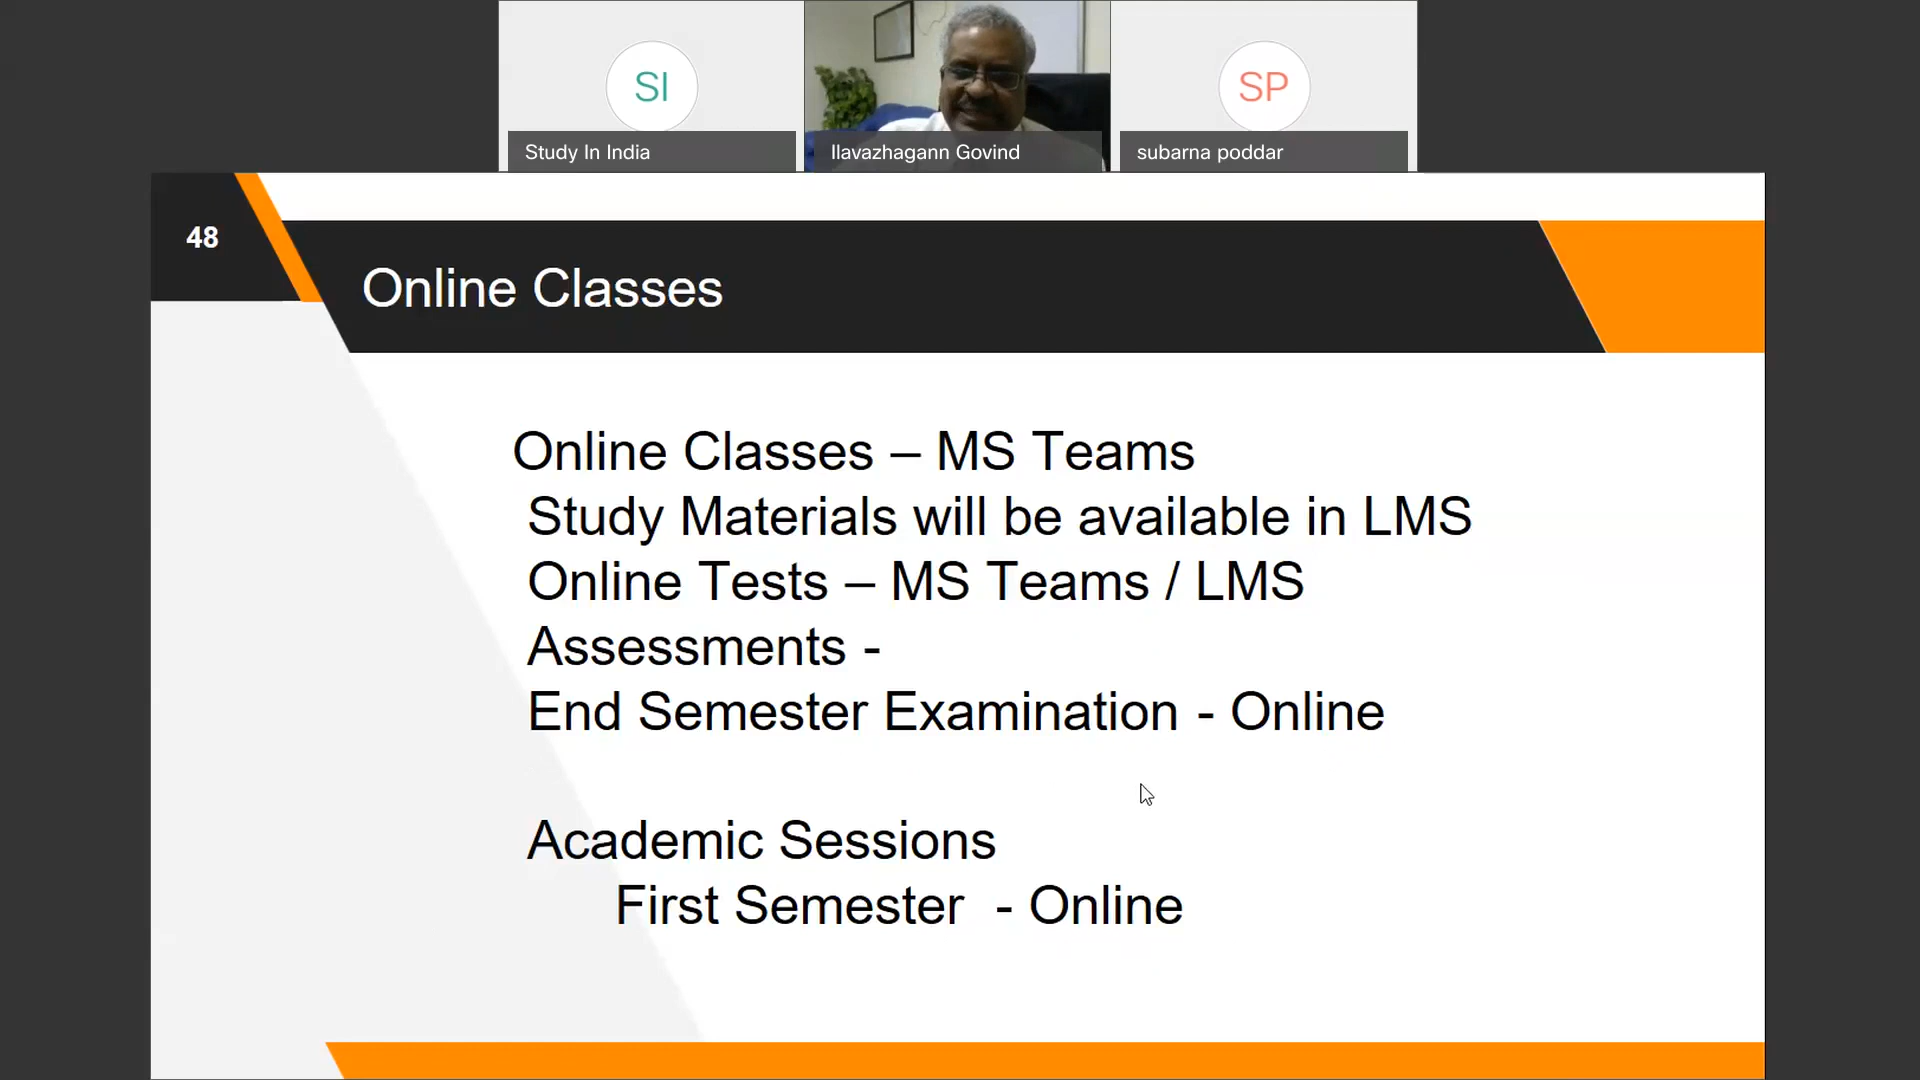 SI
SP
Study In India
Ilavazhagann Govind
subarna poddar
48
Online Classes
Online Classes – MS Teams
Study Materials will be available in LMS
Online Tests – MS Teams / LMS
Assessments -
End Semester Examination - Online
Academic Sessions
First Semester - Online